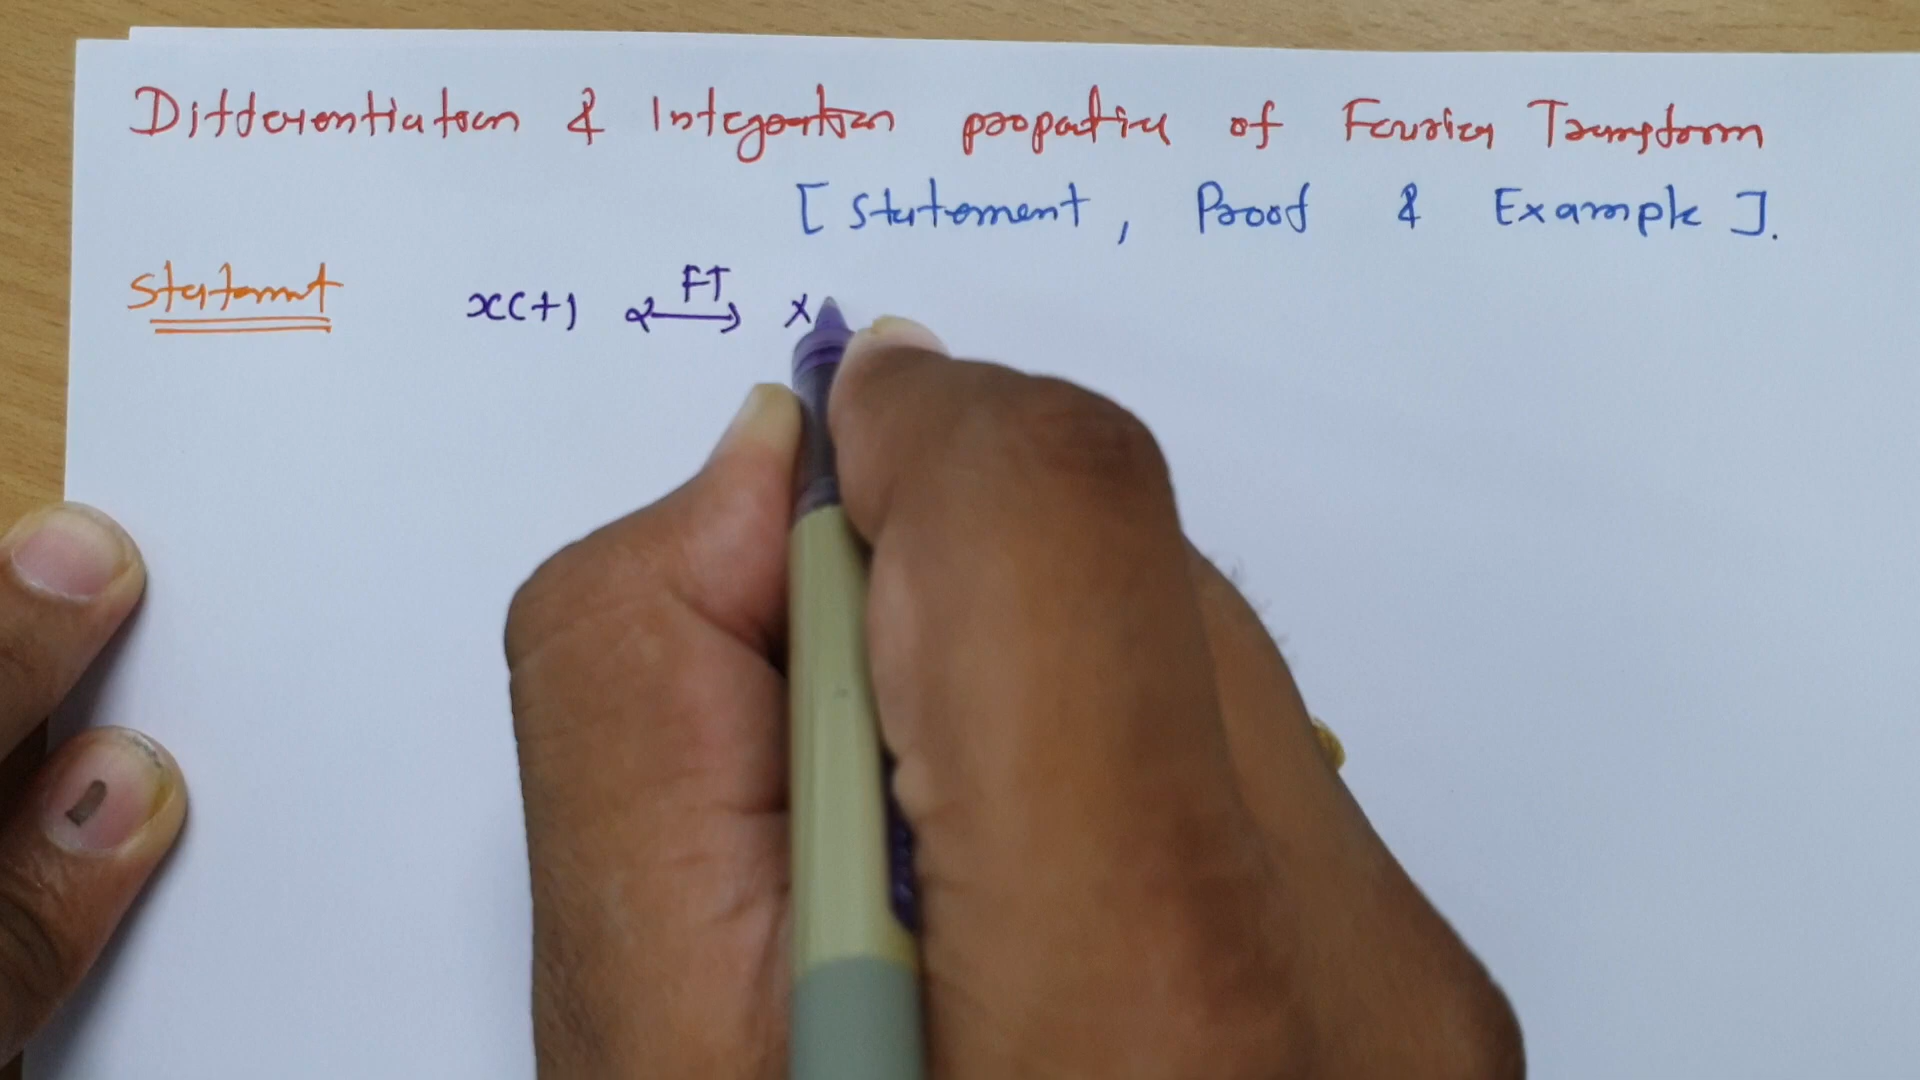 Differentiation & Integration properties of Fourier Transform
[ Statement, Proof & Example ].
Statement x(t) ⟷ FT X